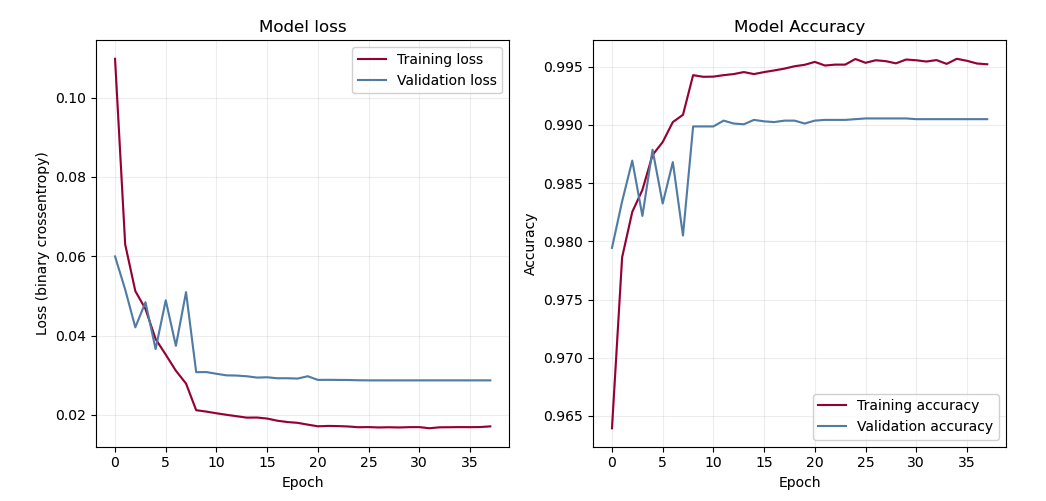 Model loss
Training loss
Validation loss
0.10
0.08
0.06
0.04
0.02
Loss (binary crossentropy)
0
5
10
15
20
25
30
35
Epoch
Model Accuracy
0.995
0.990
0.985
0.980
0.975
0.970
0.965
Accuracy
Training accuracy
Validation accuracy
0
5
10
15
20
25
30
35
Epoch